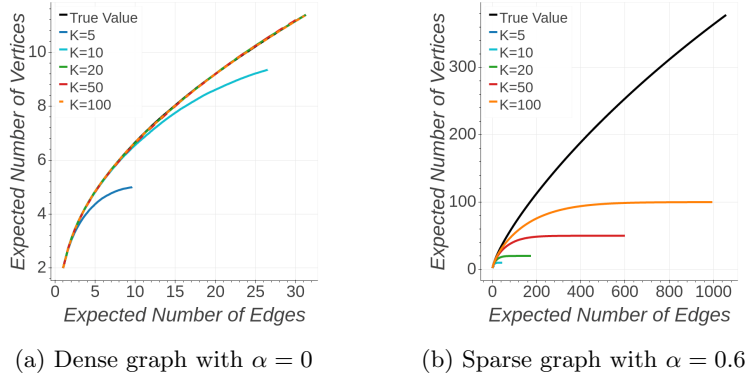 Expected Number of Vertices
10
8
6
4
2
True Value
K=5
K=10
K=20
K=50
K=100
0 5 10 15 20 25 30
Expected Number of Edges
(a) Dense graph with α = 0
Expected Number of Vertices
300
200
100
0
True Value
K=5
K=10
K=20
K=50
K=100
0 200 400 600 800 1000
Expected Number of Edges
(b) Sparse graph with α = 0.6